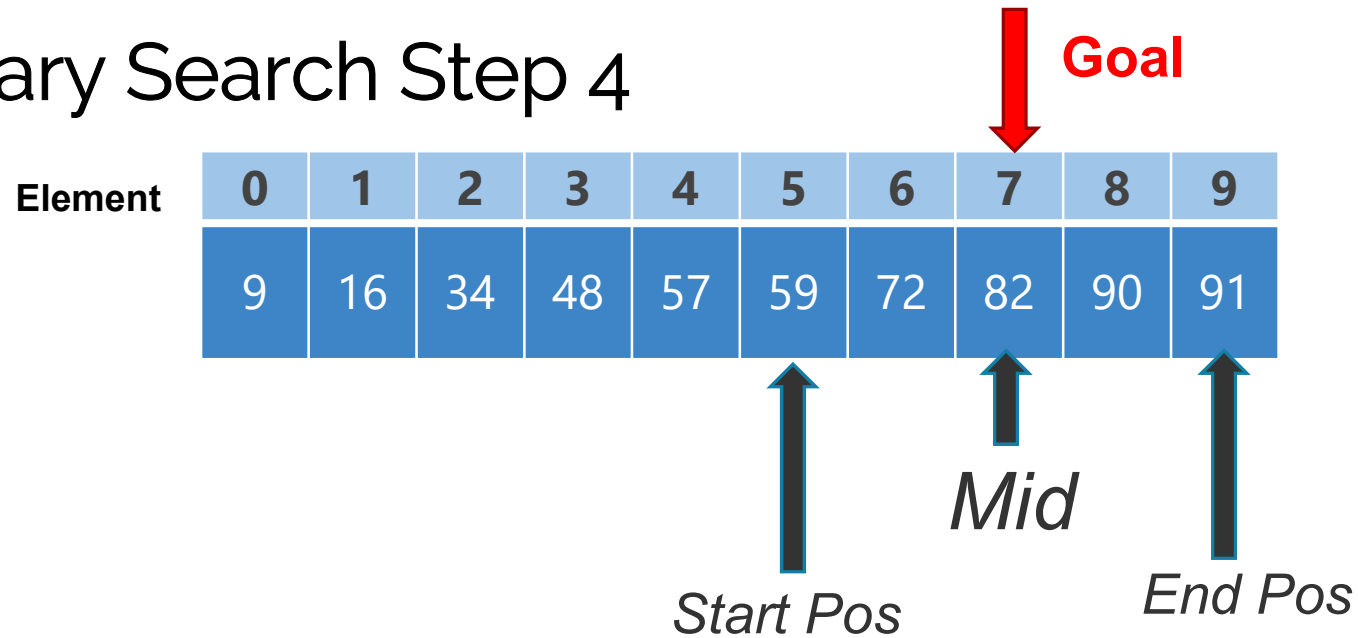 ary Search Step 4
Goal
Element 0 1 2 3 4 5 6 7 8 9
9 16 34 48 57 59 72 82 90 91
Mid
Start Pos
End Pos